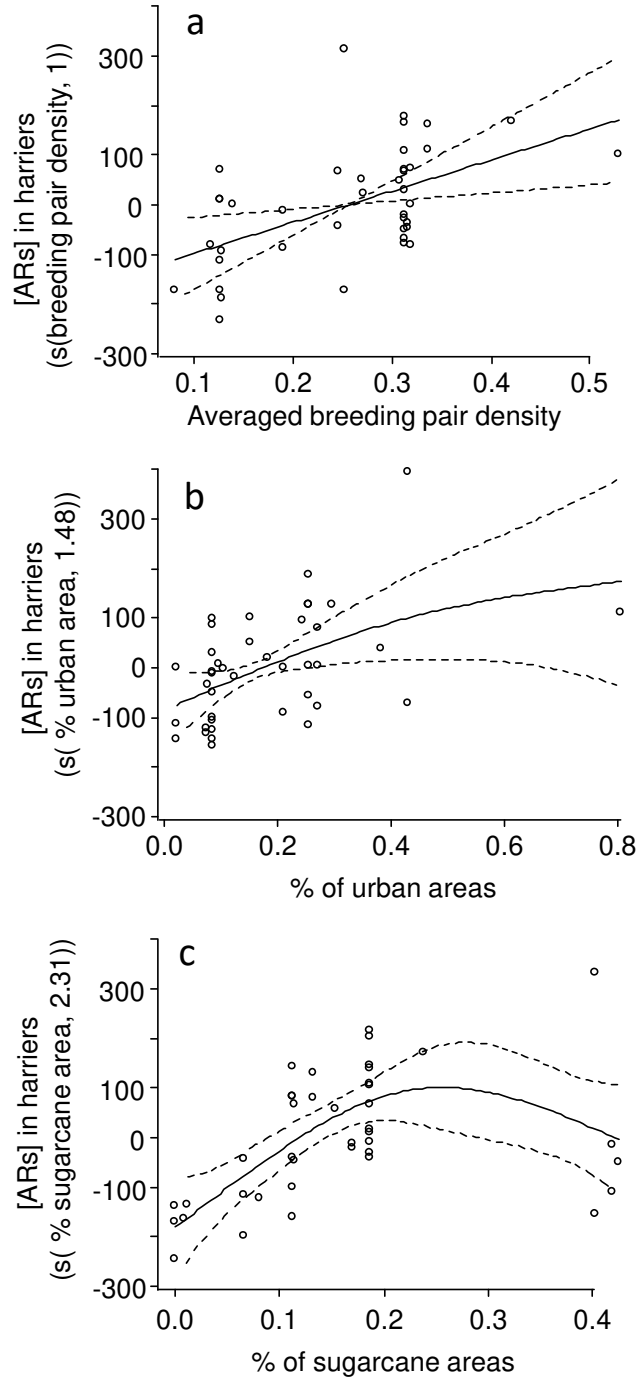 a
[ARs] in harriers
(s(breeding pair density, 1))
300
100
0
-100
-300
0.1 0.2 0.3 0.4 0.5
Averaged breeding pair density
b
[ARs] in harriers
(s( % urban area, 1.48))
300
100
0
-100
-300
0.0 0.2 0.4 0.6 0.8
% of urban areas
c
[ARs] in harriers
(s( % sugarcane area, 2.31))
300
100
0
-100
-300
0.0 0.1 0.2 0.3 0.4
% of sugarcane areas